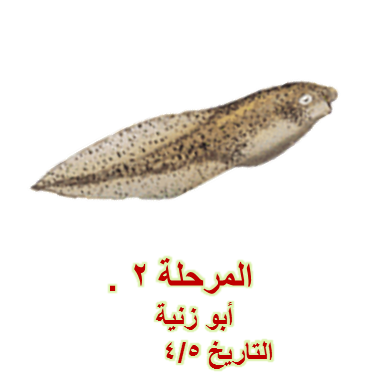 المرحلة ٢ .
أبو زنية
التاريخ ٤/٥